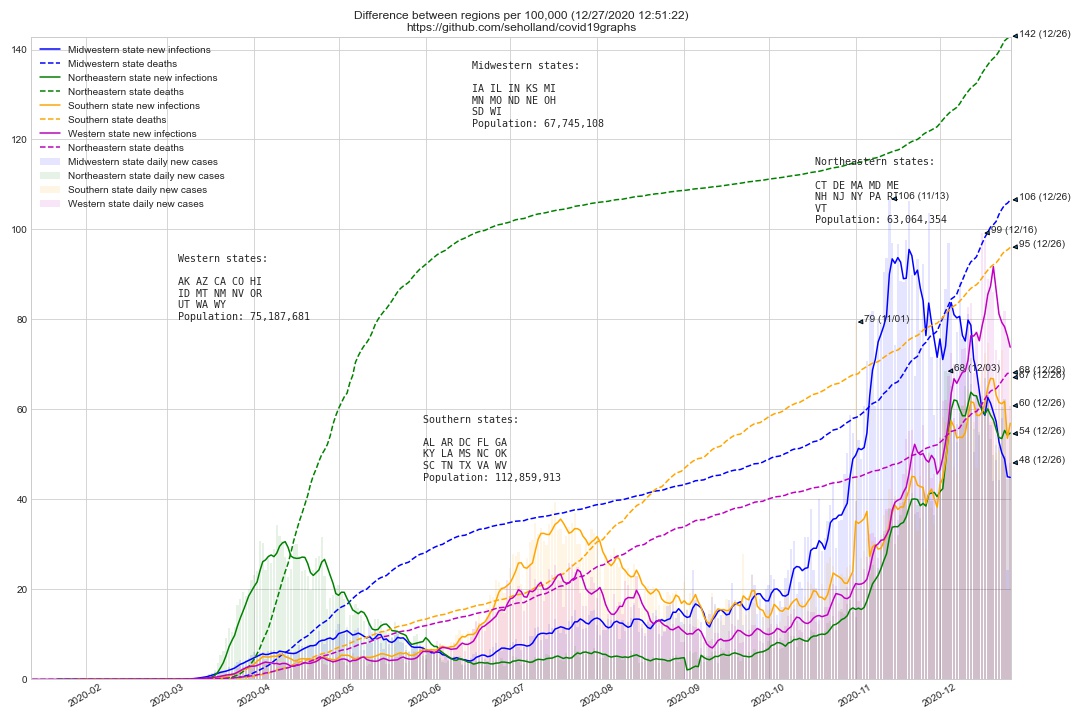 Difference between regions per 100,000 (12/27/2020 12:51:22)
https://github.com/seholland/covid19graphs
Midwestern state new infections
Midwestern state deaths
Northeastern state new infections
Northeastern state deaths
Southern state new infections
Southern state deaths
Western state new infections
Northeastern state deaths
Midwest state daily new cases
Northeastern state daily new cases
Southern state daily new cases
Western state daily new cases
Midwestern states:
IA IL IN KS MI
MN MO ND NE OH
SD WI
Population: 67,745,108
Northeastern states:
CT DE MA MD ME
NH NJ NY PA RI
VT
Population: 63,064,354
Western states:
AK AZ CA CO HI
ID MT NM NV OR
UT WA WY
Population: 75,187,681
Southern states:
AL AR DC FL GA
KY LA MS NC OK
SC TN TX VA WV
Population: 112,859,913
142 (12/26)
106 (12/26)
106 (11/13)
99 (12/16)
95 (12/26)
79 (11/01)
68 (12/03)
68 (12/26)
67 (12/26)
60 (12/26)
54 (12/26)
48 (12/26)
140
120
100
80
60
40
20
0
2020-02
2020-03
2020-04
2020-05
2020-06
2020-07
2020-08
2020-09
2020-10
2020-11
2020-12